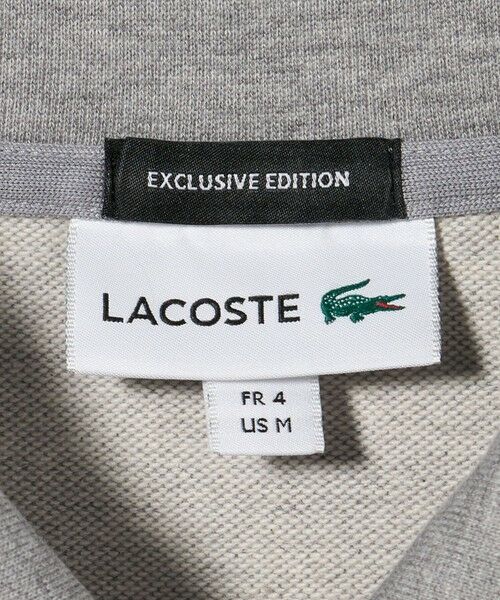 EXCLUSIVE EDITION
LACOSTE
FR 4
US M